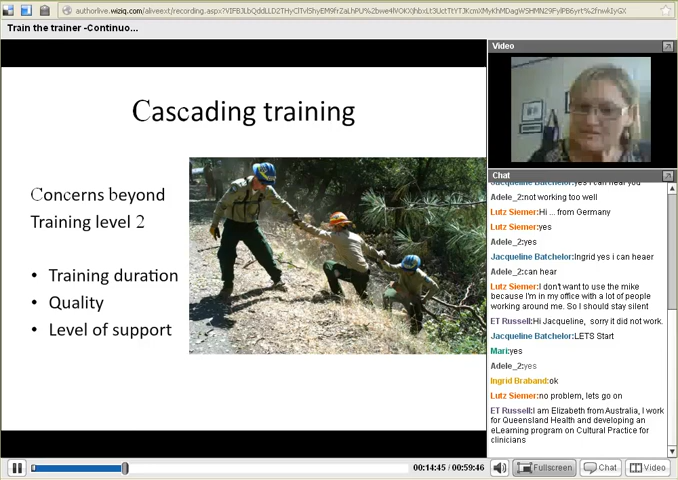 Train the trainer -Continuo...
Cascading training
Concerns beyond
Training level 2
• Training duration
• Quality
• Level of support
Video
Chat
Jacqueline Batchelor:yes I can hear you
Adele_2:not working too well
Lutz Siemer:Hi ... from Germany
Lutz Siemer:yes
Adele_2:yes
Jacqueline Batchelor:Ingrid yes i can heaer
Adele_2:can hear
Lutz Siemer:I don't want to use the mike
because I'm in my office with a lot of people
working around me. So I should stay silent
ET Russell:Hi Jacqueline, sorry it did not work.
Jacqueline Batchelor:LETS Start
Mari:yes
Adele_2:yes
Ingrid Braband:ok
Lutz Siemer:no problem, lets go on
ET Russell:I am Elizabeth from Australia, I work
for Queensland Health and developing an
eLearning program on Cultural Practice for
clinicians
00:14:45 / 00:59:46
Fullscreen
Chat
Video